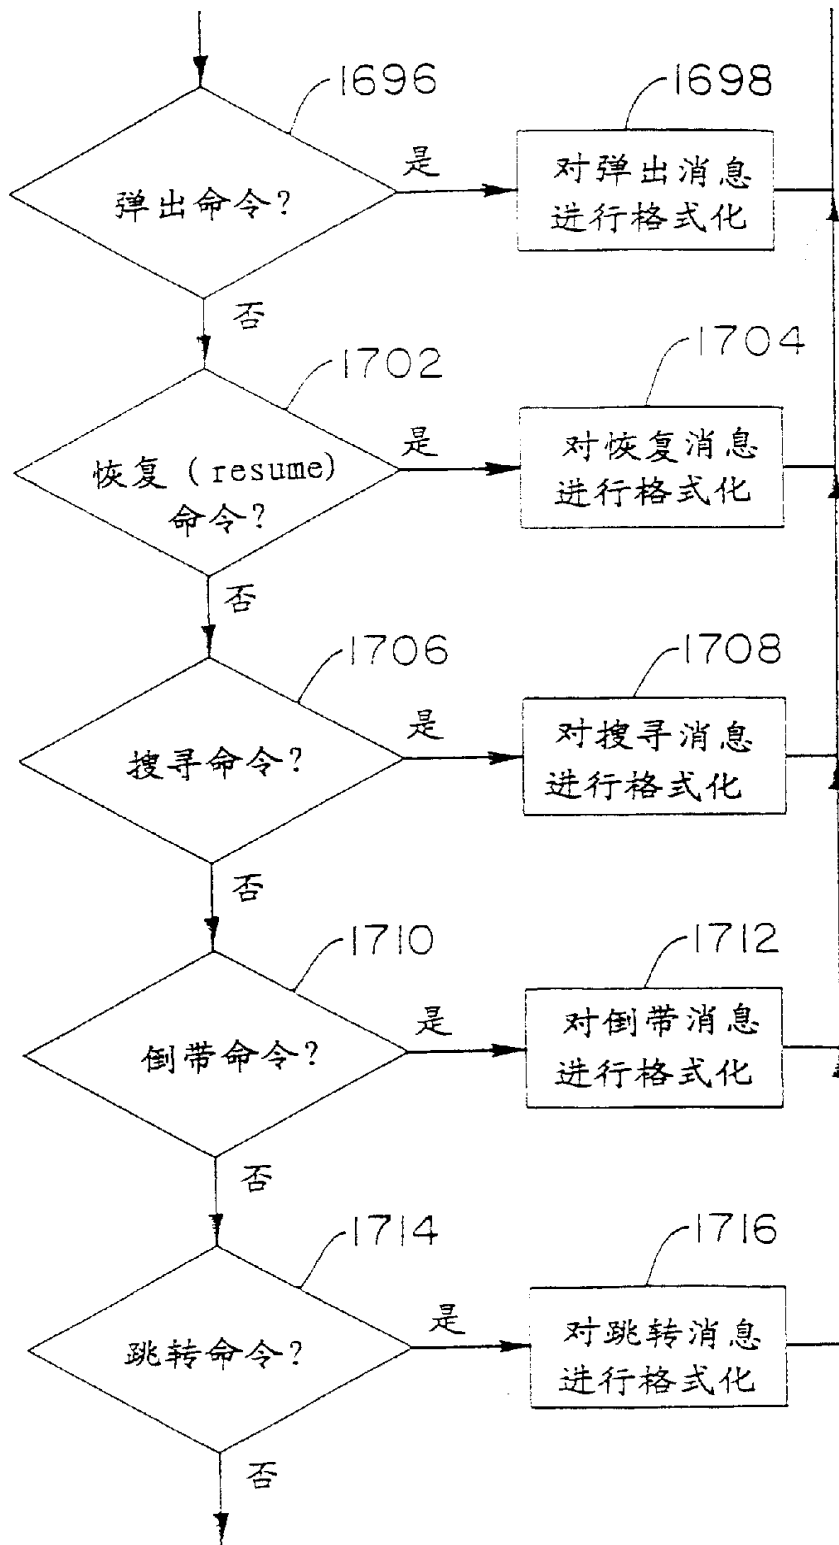 1696
1698
弹出命令?
是
对弹出消息
进行格式化
否
1702
1704
恢复 (resume)
命令?
是
对恢复消息
进行格式化
否
1706
1708
搜寻命令?
是
对搜寻消息
进行格式化
否
1710
1712
倒带命令?
是
对倒带消息
进行格式化
否
1714
1716
跳转命令?
是
对跳转消息
进行格式化
否